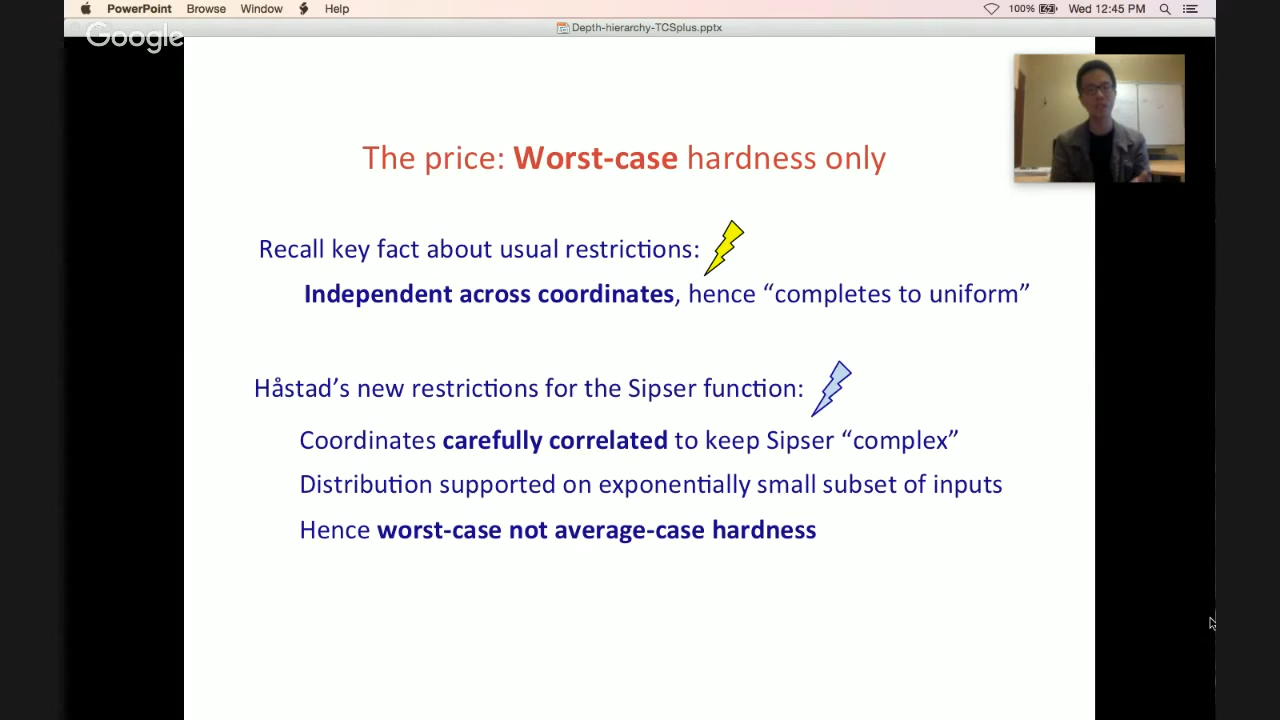 PowerPoint Browse Window Help
100% Wed 12:45 PM
Depth-hierarchy-TCSplus.pptx
Google
The price: Worst-case hardness only
Recall key fact about usual restrictions:
Independent across coordinates, hence “completes to uniform”
Håstad’s new restrictions for the Sipser function:
Coordinates carefully correlated to keep Sipser “complex”
Distribution supported on exponentially small subset of inputs
Hence worst-case not average-case hardness